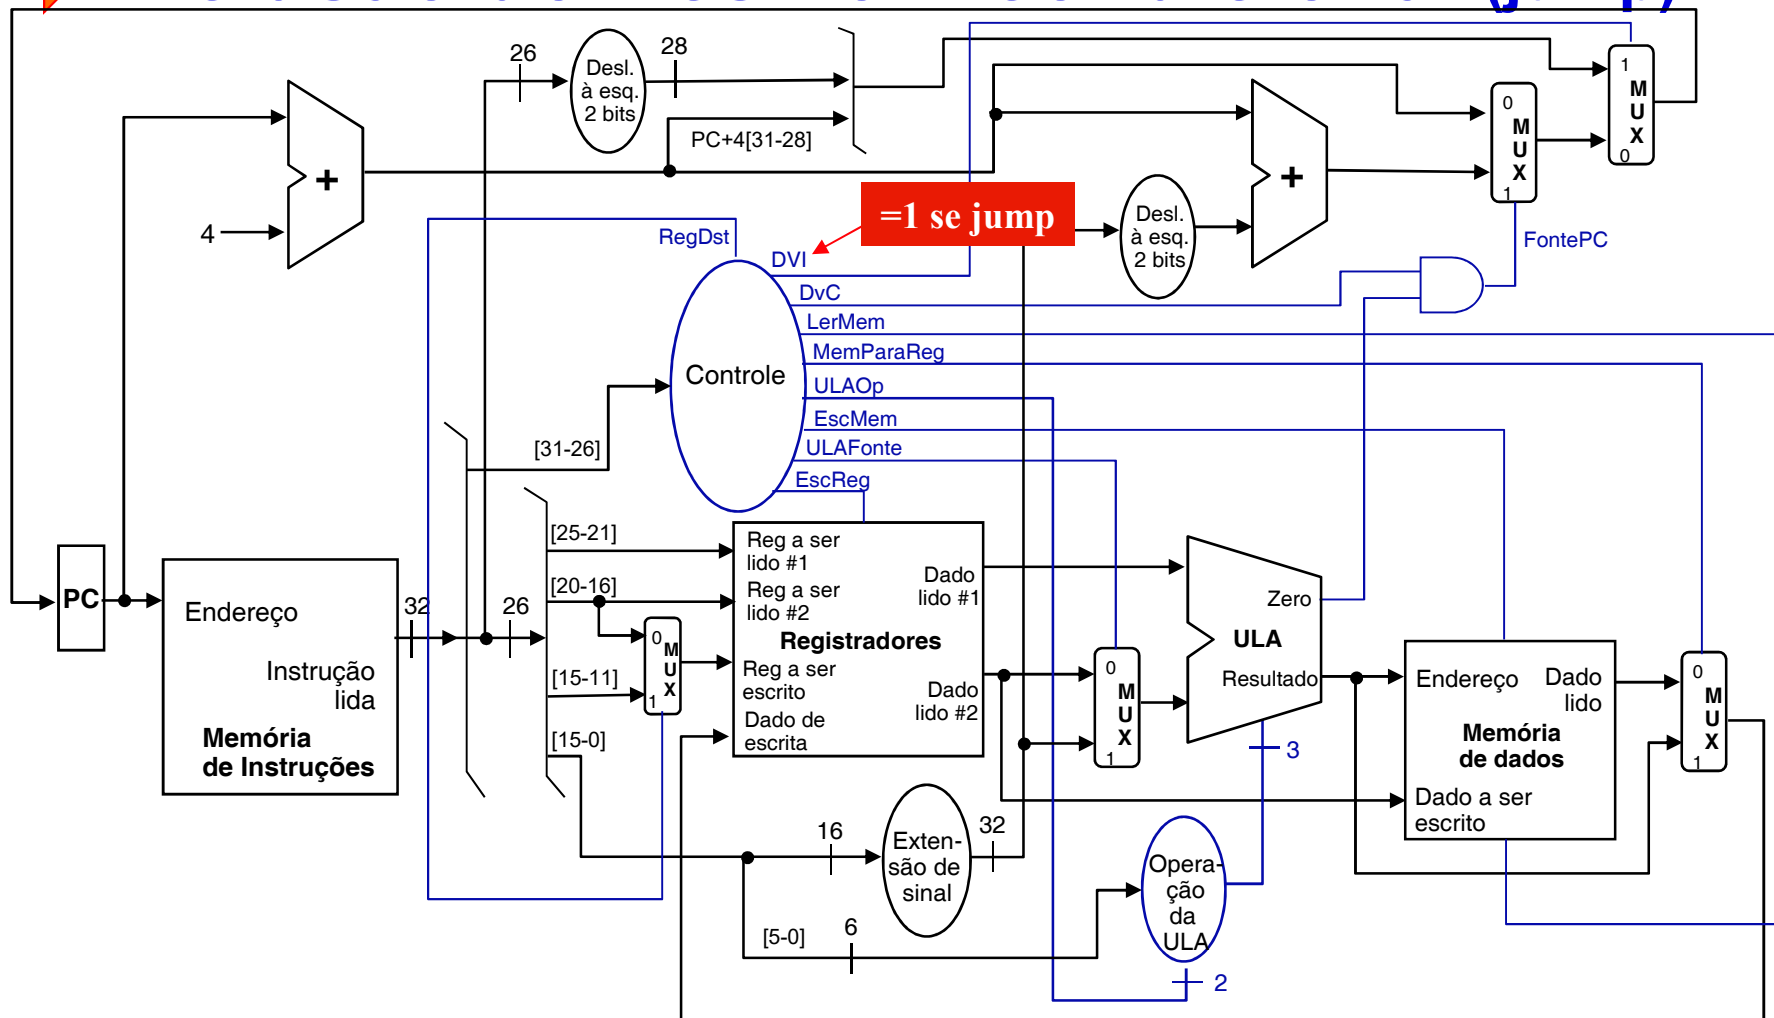 (jump)
26
28
Desl.
à esq.
2 bits
PC+4[31-28]
+
4
1
M
U
X
0
0
M
U
X
1
+
Desl.
à esq.
2 bits
=1 se jump
FontePC
RegDst
DVI
DvC
LerMem
MemParaReg
ULAOp
EscMem
ULAFonte
EscReg
Controle
[31-26]
[25-21]
[20-16]
[15-11]
[15-0]
PC
Endereço
Instrução
lida
Memória
de Instruções
32
26
0
M
U
X
1
Reg a ser
lido #1
Reg a ser
lido #2
Registradores
Reg a ser
escrito
Dado de
escrita
Dado
lido #1
Dado
lido #2
0
M
U
X
1
Zero
ULA
Resultado
3
Endereço
Dado
lido
Memória
de dados
Dado a ser
escrito
0
M
U
X
1
16
Exten-
são de
sinal
32
Opera-
ção
da
ULA
[5-0]
6
2